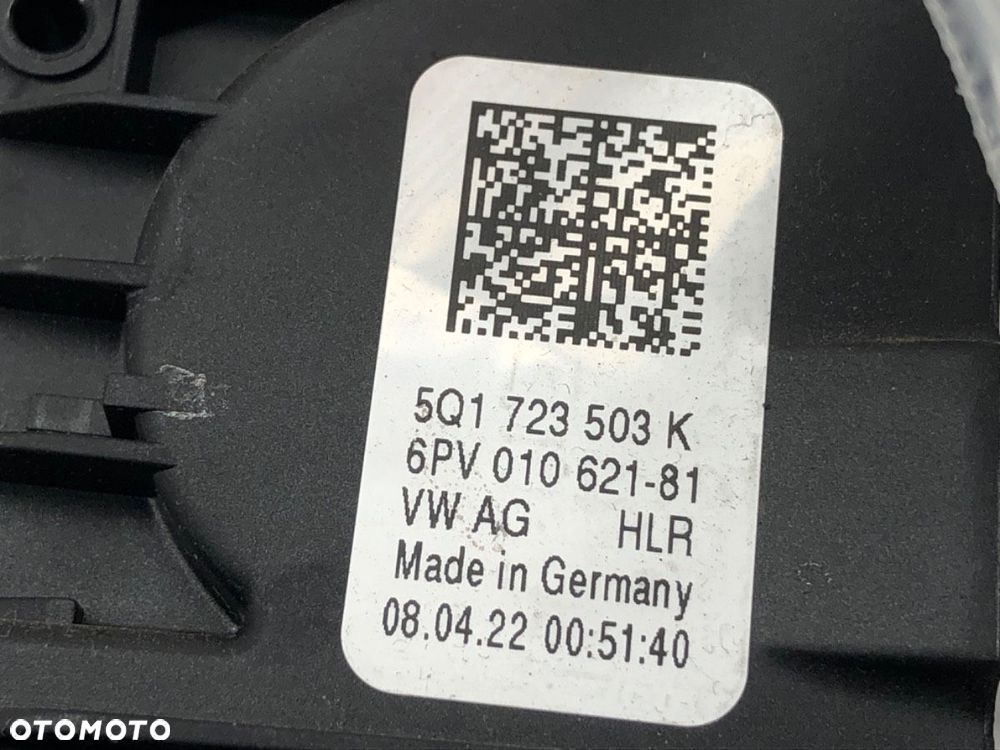 5Q1 723 503 K
6PV 010 621-81
VW AG HLR
Made in Germany
08.04.22 00:51:40
OTOMOTO